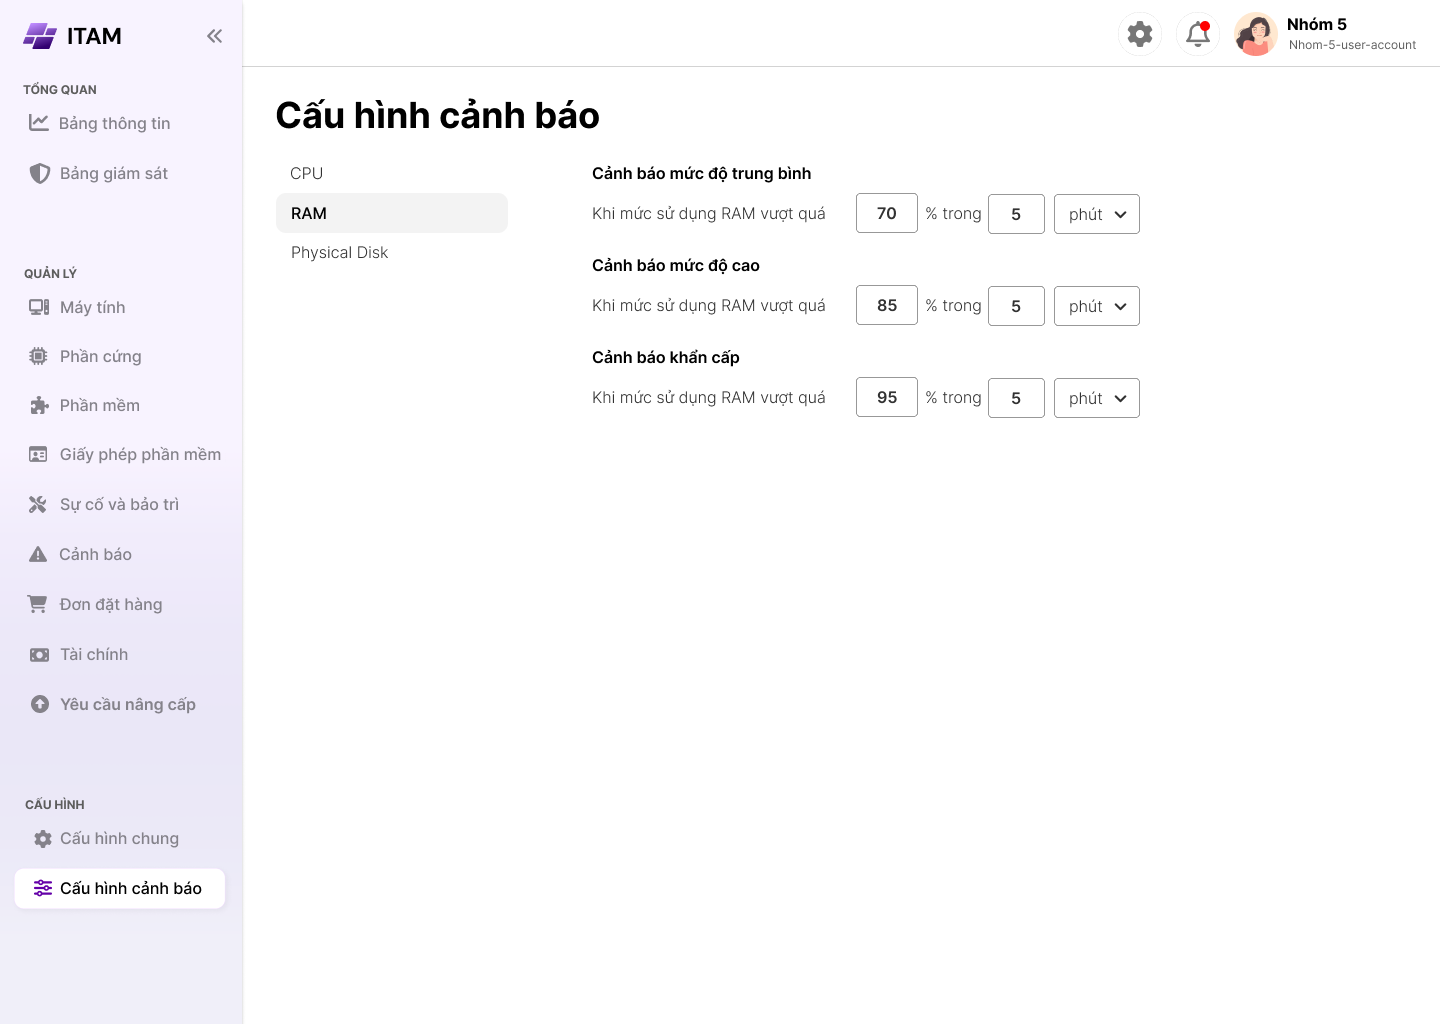 ITAM
Nhóm 5
Nhom-5-user-account
TỔNG QUAN
Bảng thông tin
Bảng giám sát
QUẢN LÝ
Máy tính
Phần cứng
Phần mềm
Giấy phép phần mềm
Sự cố và bảo trì
Cảnh báo
Đơn đặt hàng
Tài chính
Yêu cầu nâng cấp
CẤU HÌNH
Cấu hình chung
Cấu hình cảnh báo
Cấu hình cảnh báo
CPU
RAM
Physical Disk
Cảnh báo mức độ trung bình
Khi mức sử dụng RAM vượt quá 70 % trong 5 phút
Cảnh báo mức độ cao
Khi mức sử dụng RAM vượt quá 85 % trong 5 phút
Cảnh báo khẩn cấp
Khi mức sử dụng RAM vượt quá 95 % trong 5 phút